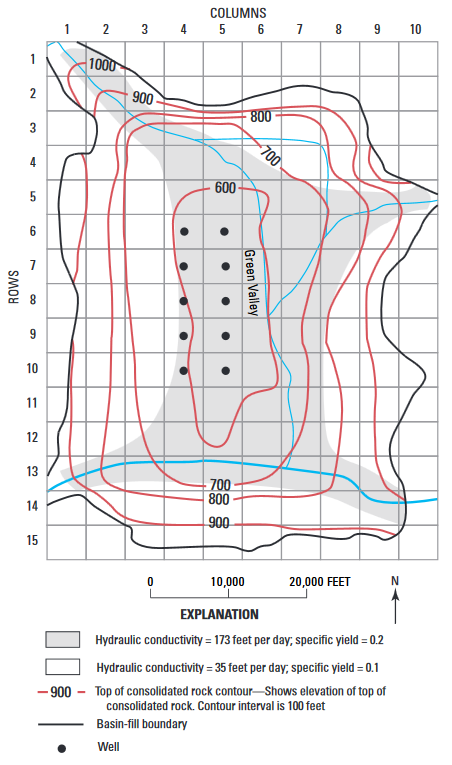 COLUMNS
1 2 3 4 5 6 7 8 9 10
ROWS
1
2
3
4
5
6
7
8
9
10
11
12
13
14
15
1000
900
800
700
600
Green Valley
700
800
900
0 10,000 20,000 FEET
N
EXPLANATION
Hydraulic conductivity = 173 feet per day; specific yield = 0.2
Hydraulic conductivity = 35 feet per day; specific yield = 0.1
900 Top of consolidated rock contour—Shows elevation of top of
consolidated rock. Contour interval is 100 feet
Basin-fill boundary
Well